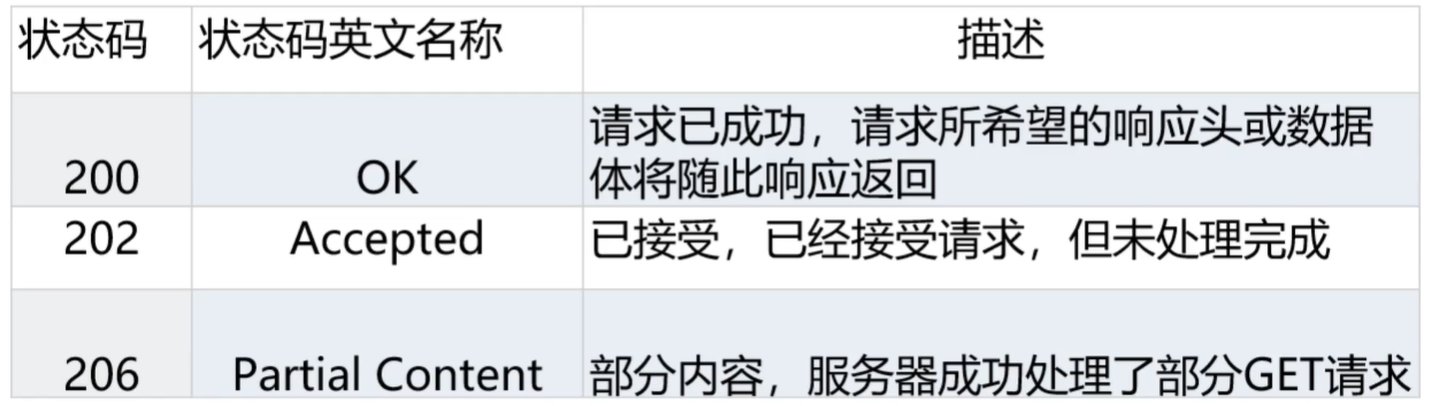 状态码 状态码英文名称 描述
请求已成功，请求所希望的响应头或数据
200 OK 体将随此响应返回
202 Accepted 已接受，已经接受请求，但未处理完成
206 Partial Content 部分内容，服务器成功处理了部分GET请求